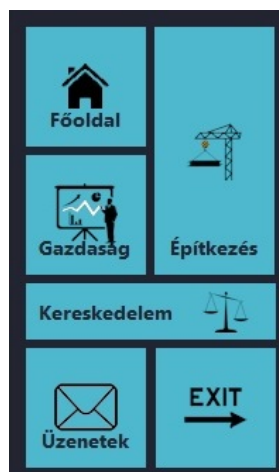 Főoldal
Gazdaság
Építkezés
Kereskedelem
Üzenetek
EXIT